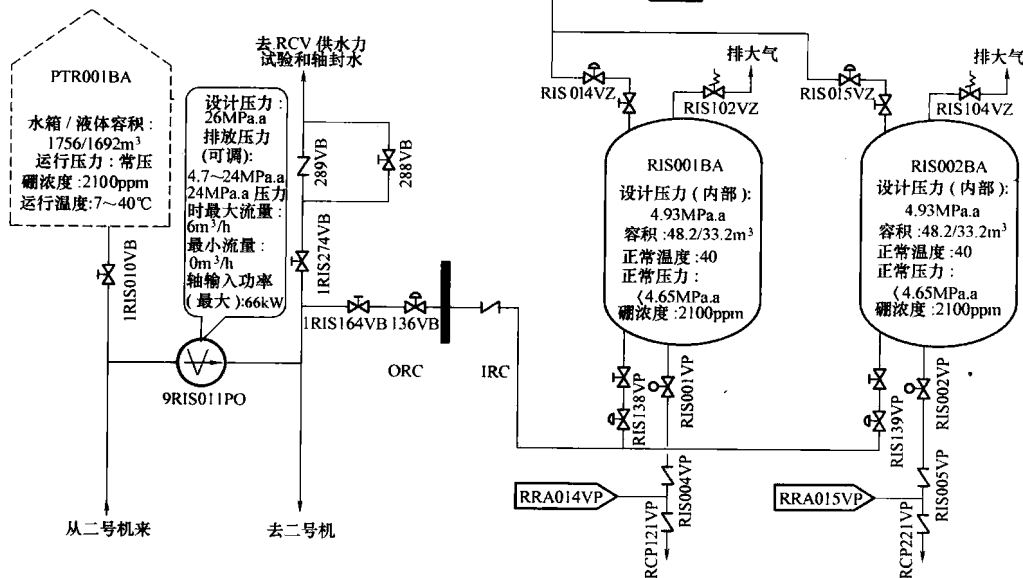 PTR001BA
水箱/液体容积:
1756/1692m³
运行压力:常压
硼浓度:2100ppm
运行温度:7~40℃
1RIS010VB
从二号机来
设计压力:
26MPa.a
排放压力
(可调):
4.7~24MPa.a
24MPa.a 压力
时最大流量:
6m³/h
最小流量:
0m³/h
轴输入功率
(最大):66kW
9RIS011PO
去 RCV 供水力
试验和轴封水
289VB
288VB
1RIS274VB
1RIS164VB
136VB
ORC
IRC
去二号机
RIS014VZ
排大气
RIS102VZ
RIS001BA
设计压力(内部):
4.93MPa.a
容积:48.2/33.2m³
正常温度:40
正常压力:
<4.65MPa.a
硼浓度:2100ppm
RIS138VP
RIS001VP
RRA014VP
RIS004VP
RCP121VP
RIS015VZ
排大气
RIS104VZ
RIS002BA
设计压力(内部):
4.93MPa.a
容积:48.2/33.2m³
正常温度:40
正常压力:
<4.65MPa.a
硼浓度:2100ppm
RIS139VP
RIS002VP
RRA015VP
RIS005VP
RCP221VP